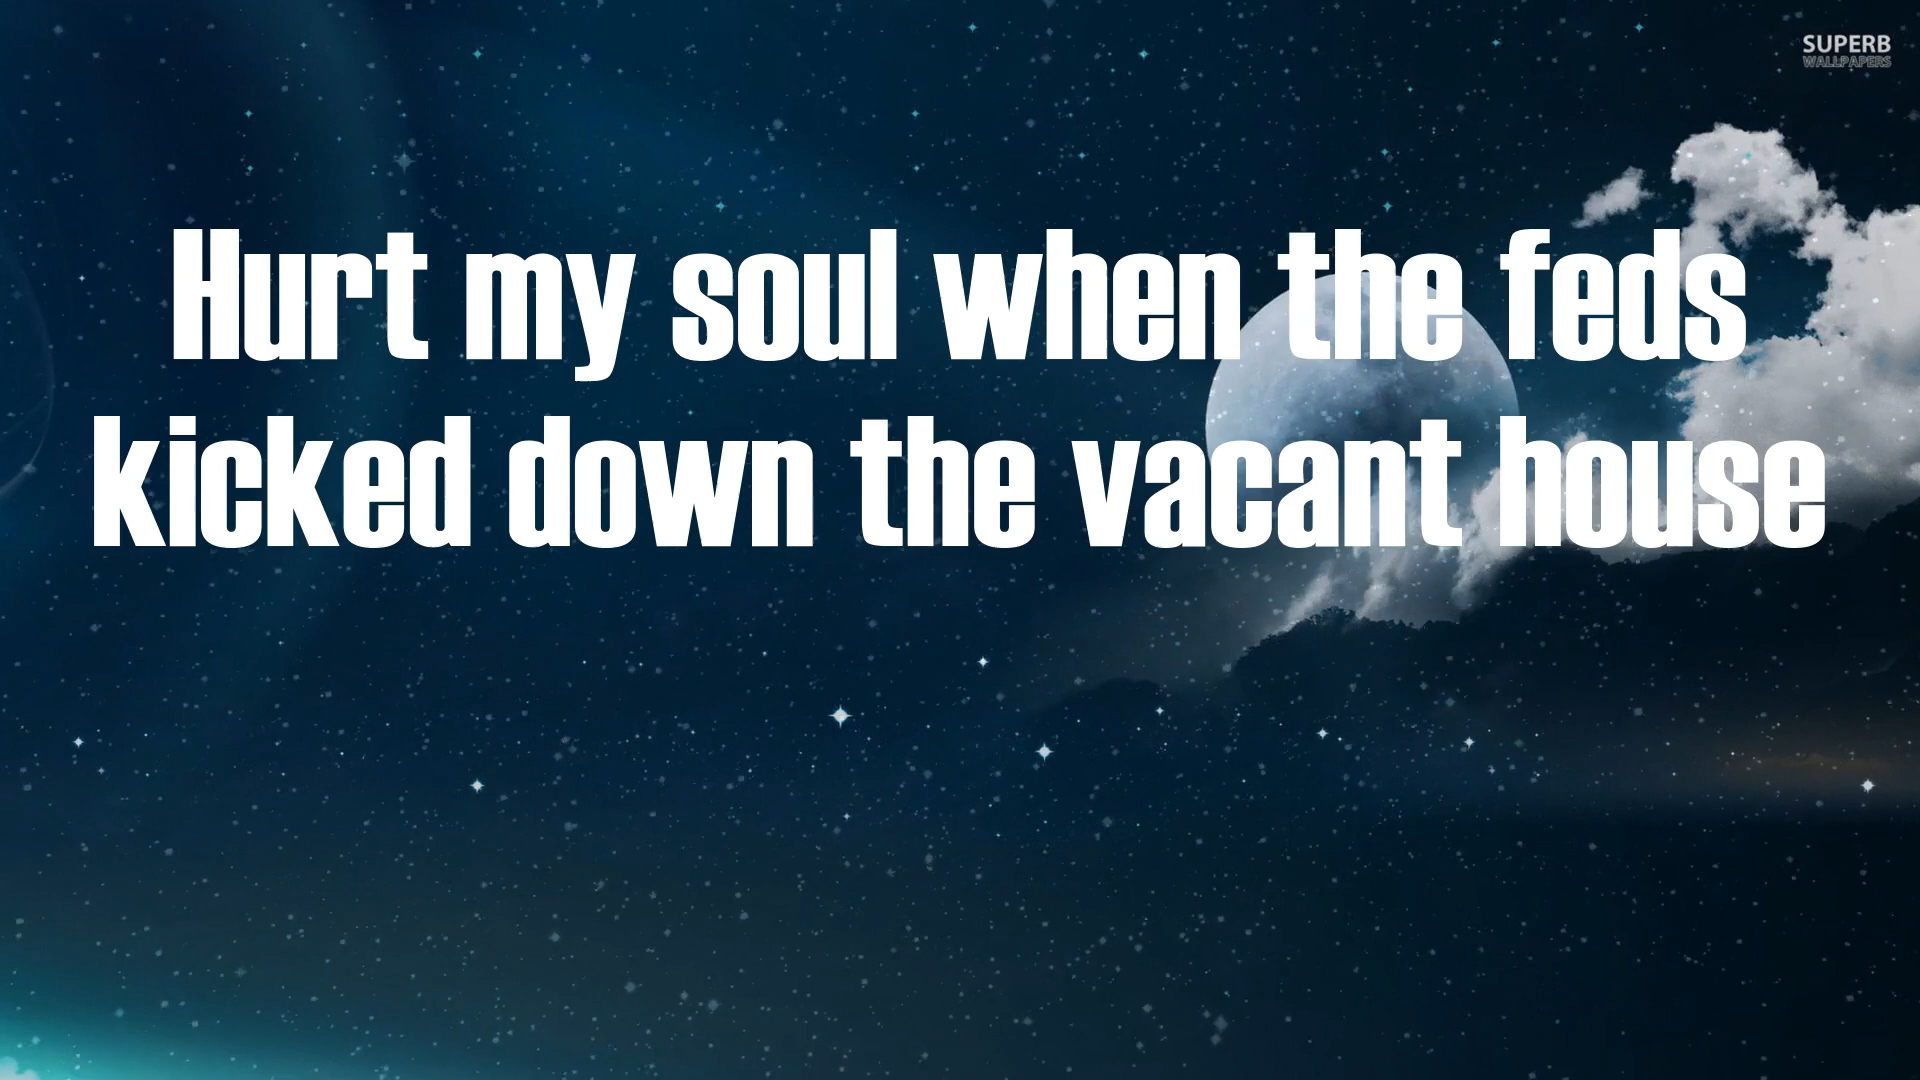 SUPERB
WALLPAPERS
Hurt my soul when the feds
kicked down the vacant house